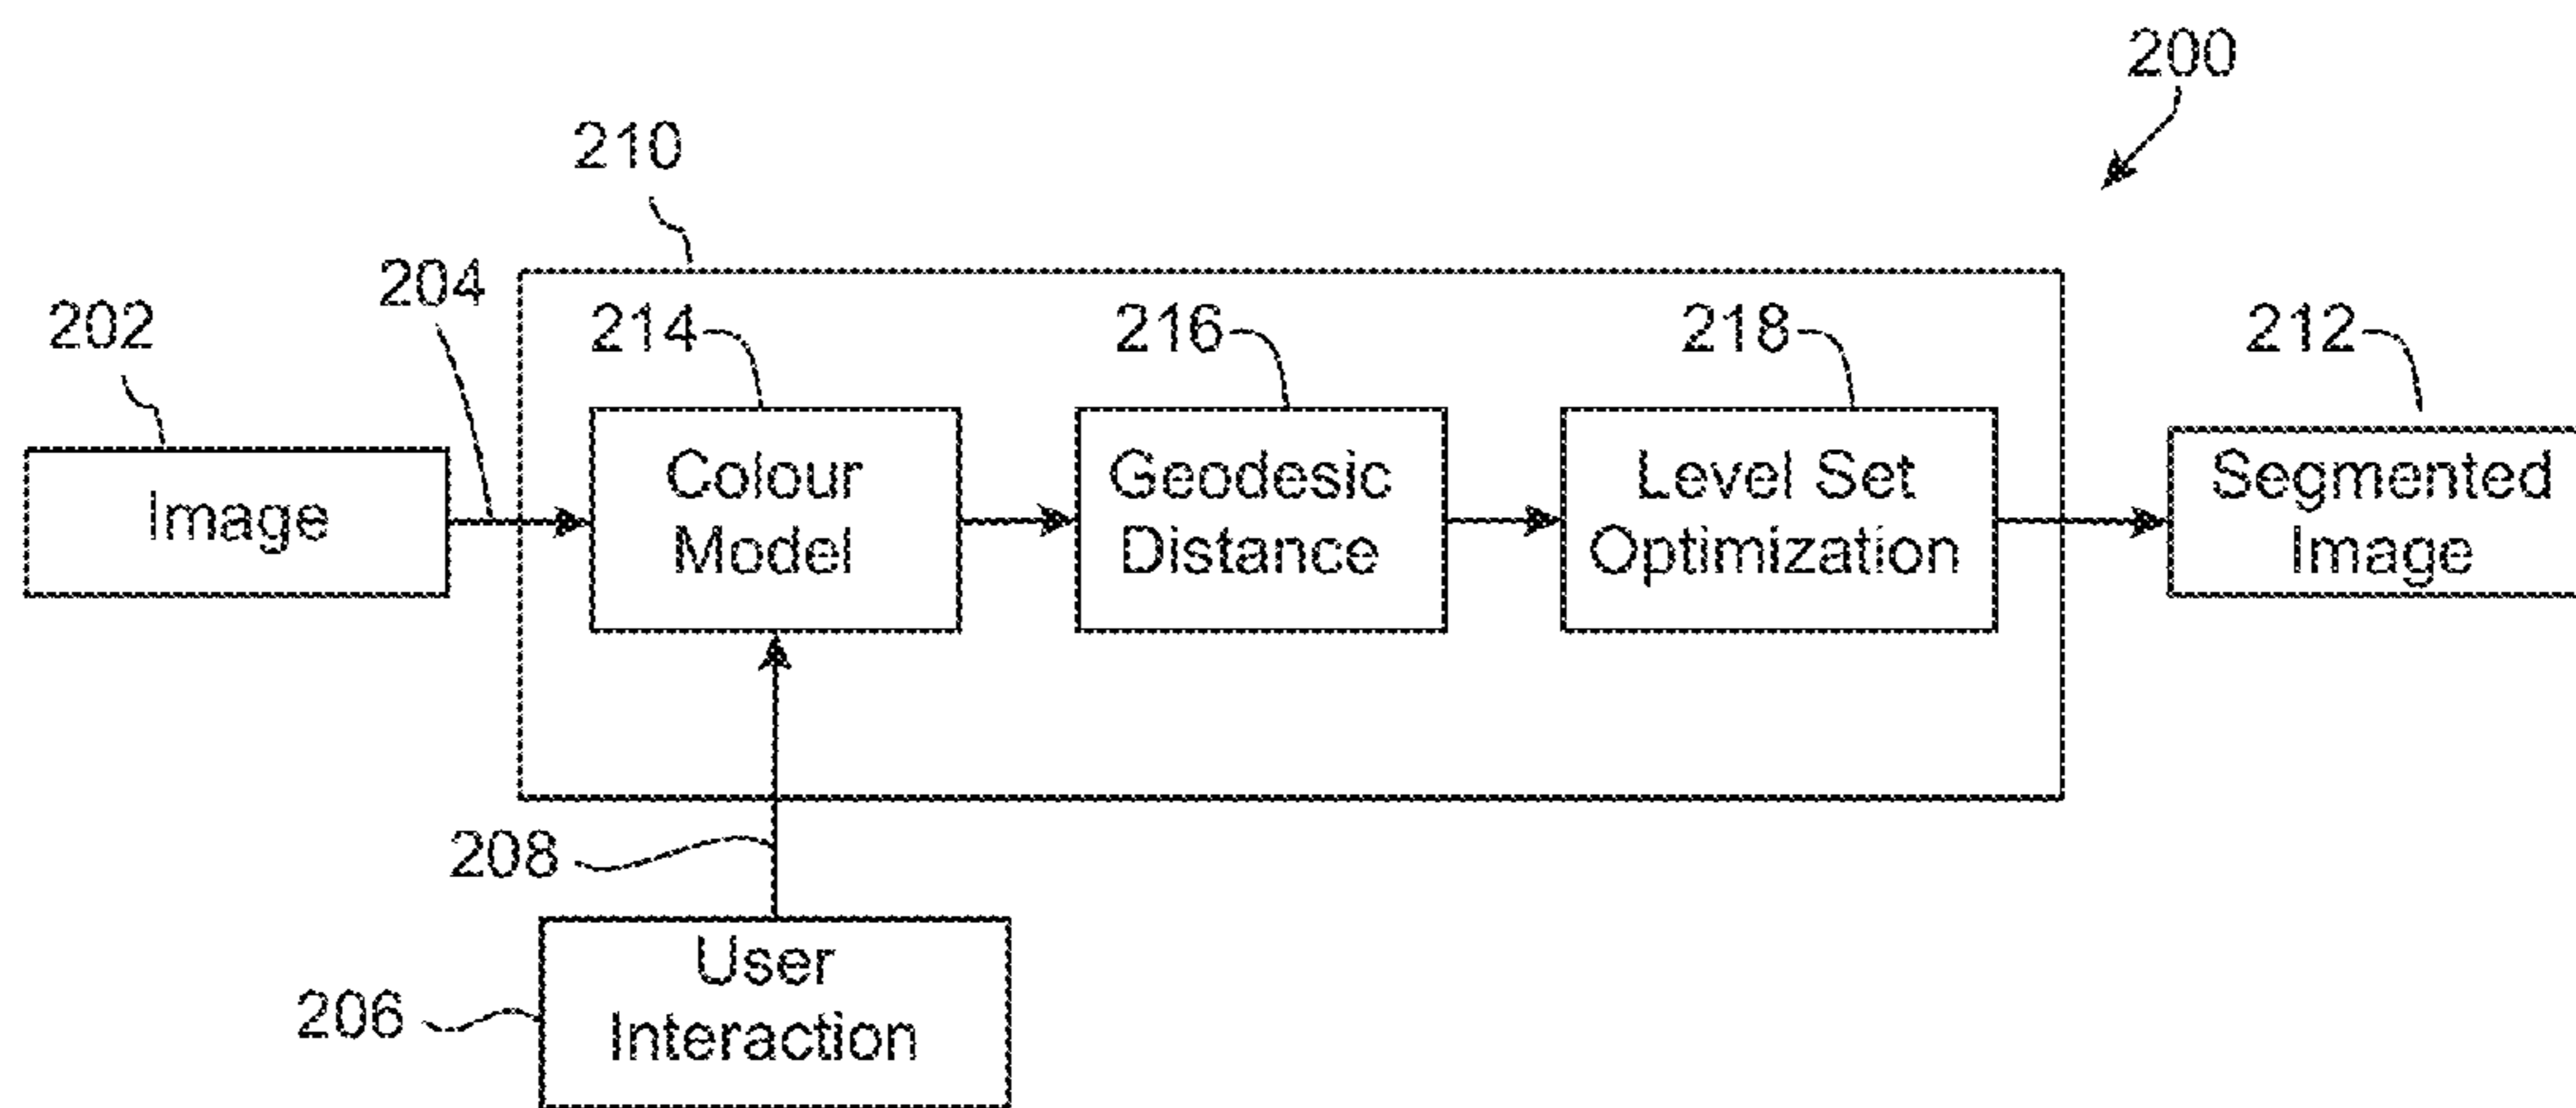 200
210
204
202
214
216
218
212
Image
Colour
Model
Geodesic
Distance
Level Set
Optimization
Segmented
Image
208
206
User
Interaction